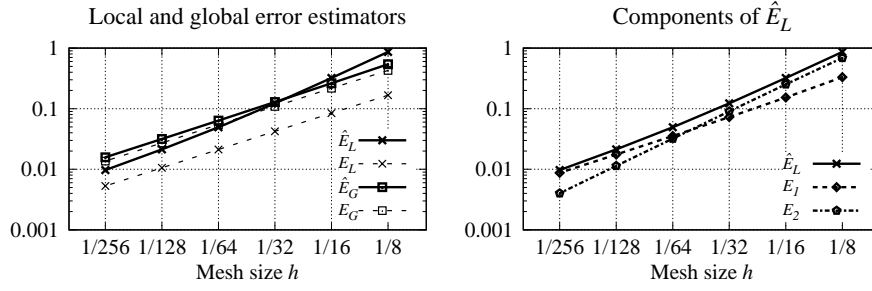 Local and global error estimators
1
0.1
0.01
0.001
Ê_L
E_L
Ê_G
E_G
1/256 1/128 1/64 1/32 1/16 1/8
Mesh size h
Components of Ê_L
1
0.1
0.01
0.001
Ê_L
E_1
E_2
1/256 1/128 1/64 1/32 1/16 1/8
Mesh size h